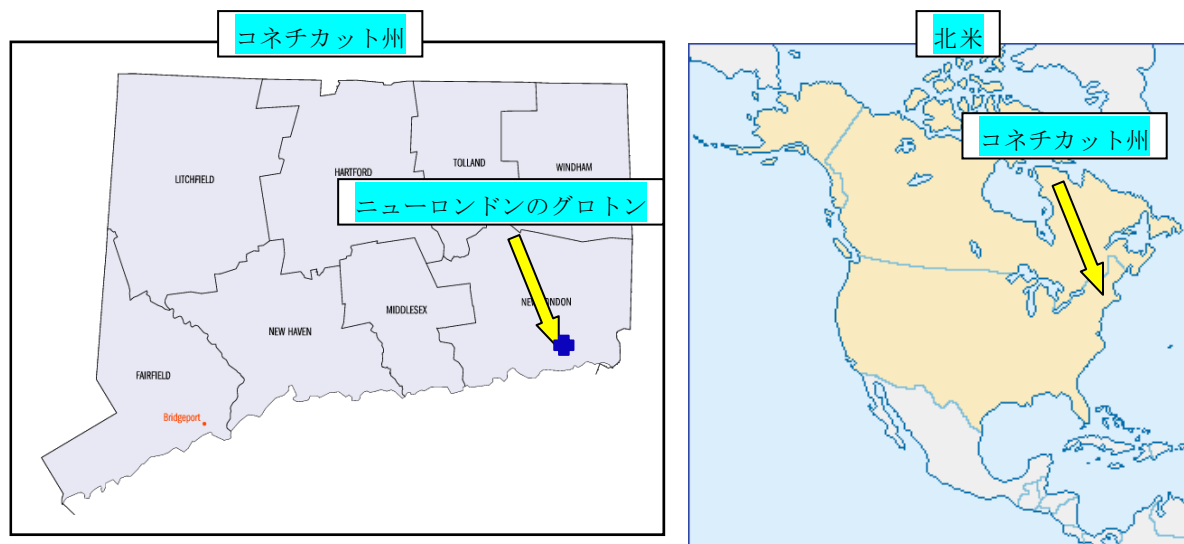 コネチカット州
北米
コネチカット州
TOLLAND
WINDHAM
LITCHFIELD
HARTFORD
ニューロンドンのグロトン
NEW LONDON
MIDDLESEX
NEW HAVEN
FAIRFIELD
Bridgeport